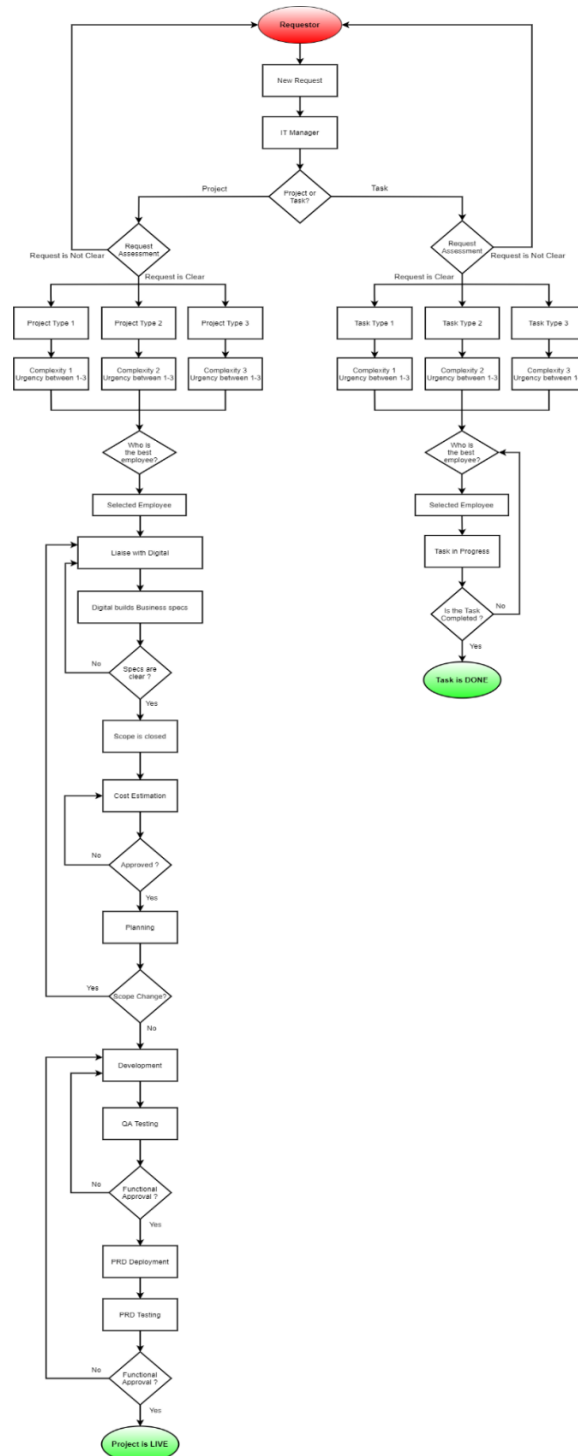 Requestor
New Request
IT Manager
Project or
Task?
Project
Task
Request
Assessment
Request is Not Clear
Request is Clear
Request
Assessment
Request is Not Clear
Request is Clear
Project Type 1
Project Type 2
Project Type 3
Task Type 1
Task Type 2
Task Type 3
Complexity 1
Urgency between 1-3
Complexity 2
Urgency between 1-3
Complexity 3
Urgency between 1-3
Complexity 1
Urgency between 1-3
Complexity 2
Urgency between 1-3
Complexity 3
Urgency between 1
Who is
the best
employee?
Selected Employee
Liaise with Digital
Digital builds Business specs
Specs are
clear ?
No
Yes
Scope is closed
Cost Estimation
Approved ?
No
Yes
Planning
Scope Change?
Yes
No
Development
QA Testing
Functional
Approval ?
No
Yes
PRD Deployment
PRD Testing
Functional
Approval ?
No
Yes
Project is LIVE
Who is
the best
employee?
Selected Employee
Task in Progress
Is the Task
Completed ?
No
Yes
Task is DONE